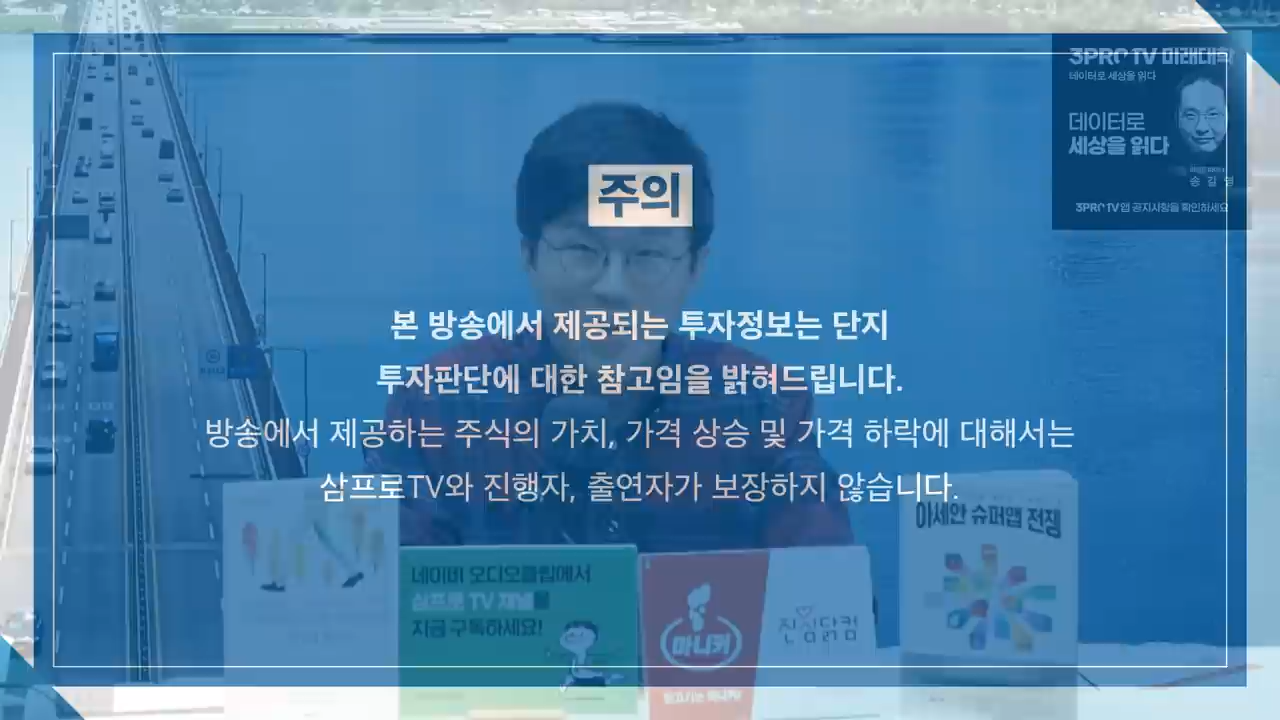 3PRO TV 미래대학
데이터로 세상을 읽다
데이터로
세상을 읽다
송길영
3PRO TV앱 공지사항을 확인하세요
주의
본 방송에서 제공되는 투자정보는 단지
투자판단에 대한 참고임을 밝혀드립니다.
방송에서 제공하는 주식의 가치, 가격 상승 및 가격 하락에 대해서는
삼프로TV와 진행자, 출연자가 보장하지 않습니다.
네이버 오디오클립에서
삼프로 TV 채널을
지금 구독하세요!
마니커
진심닭컴
아세안 슈퍼앱 전쟁